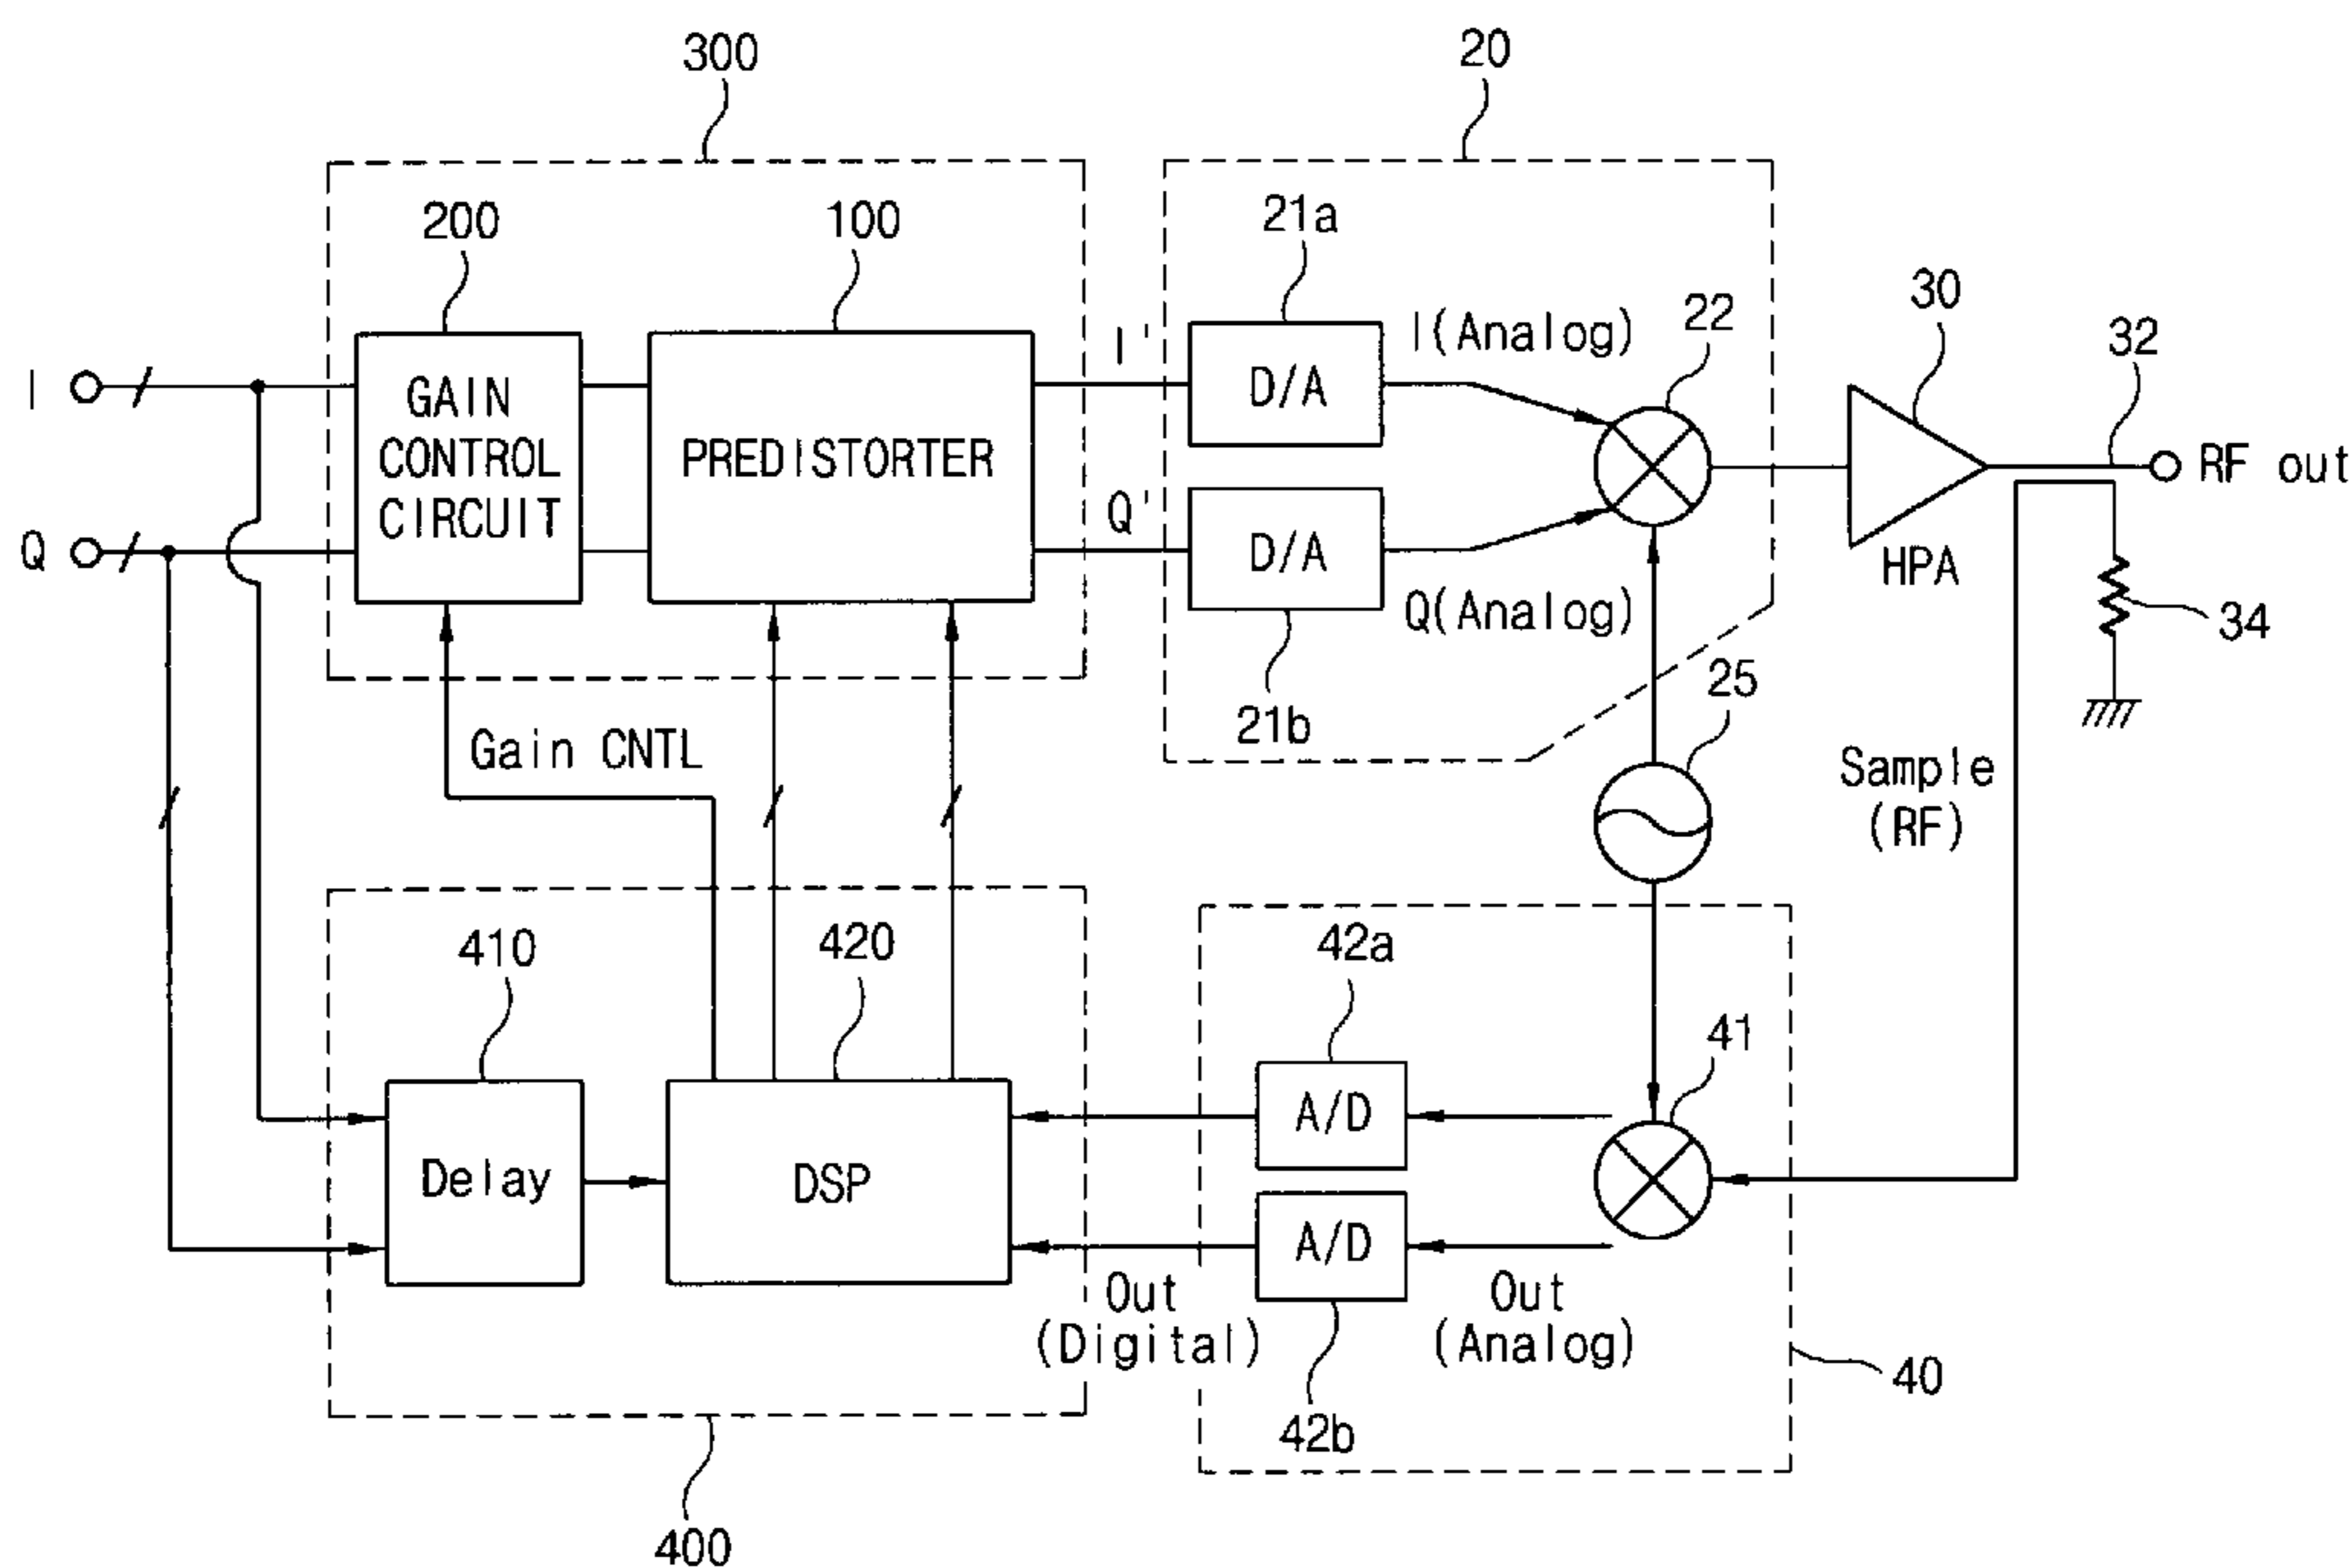 300
20
200
100
21a
I(Analog)
22
30
32
I
GAIN
CONTROL
CIRCUIT
PREDISTORTER
I'
D/A
RF out
Q
Q'
D/A
Q(Analog)
HPA
34
21b
25
Gain CNTL
Sample
(RF)
410
420
42a
41
Delay
DSP
A/D
A/D
Out
(Digital)
Out
(Analog)
42b
40
400